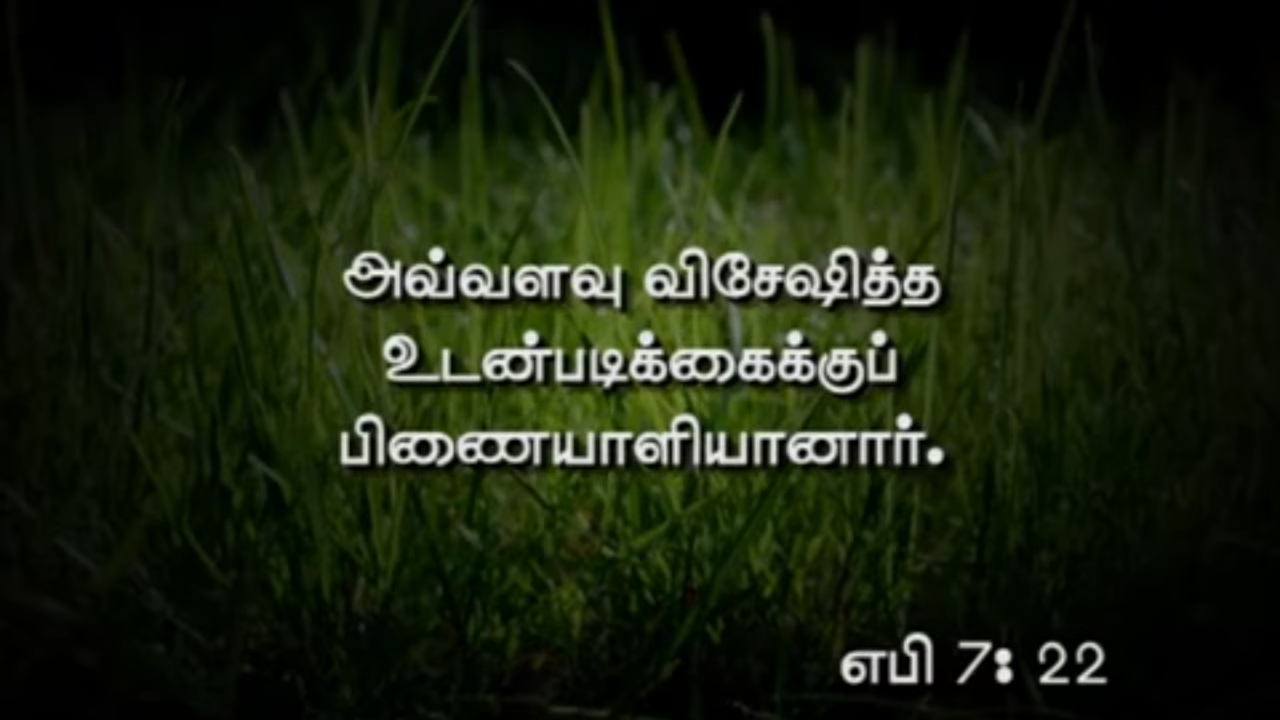 அவ்வளவு விசேஷித்த
உடன்படிக்கைக்குப்
பிணையாளியானார்.
எபி 7: 22